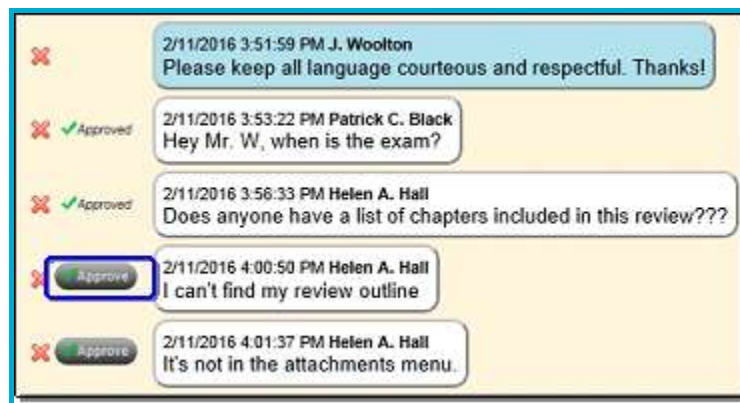 2/11/2016 3:51:59 PM J. Woolton
Please keep all language courteous and respectful. Thanks!
2/11/2016 3:53:22 PM Patrick C. Black
Approved
Hey Mr. W, when is the exam?
2/11/2016 3:56:33 PM Helen A. Hall
Approved
Does anyone have a list of chapters included in this review???
2/11/2016 4:00:50 PM Helen A. Hall
Approve
I can't find my review outline
2/11/2016 4:01:37 PM Helen A. Hall
Approve
It's not in the attachments menu.